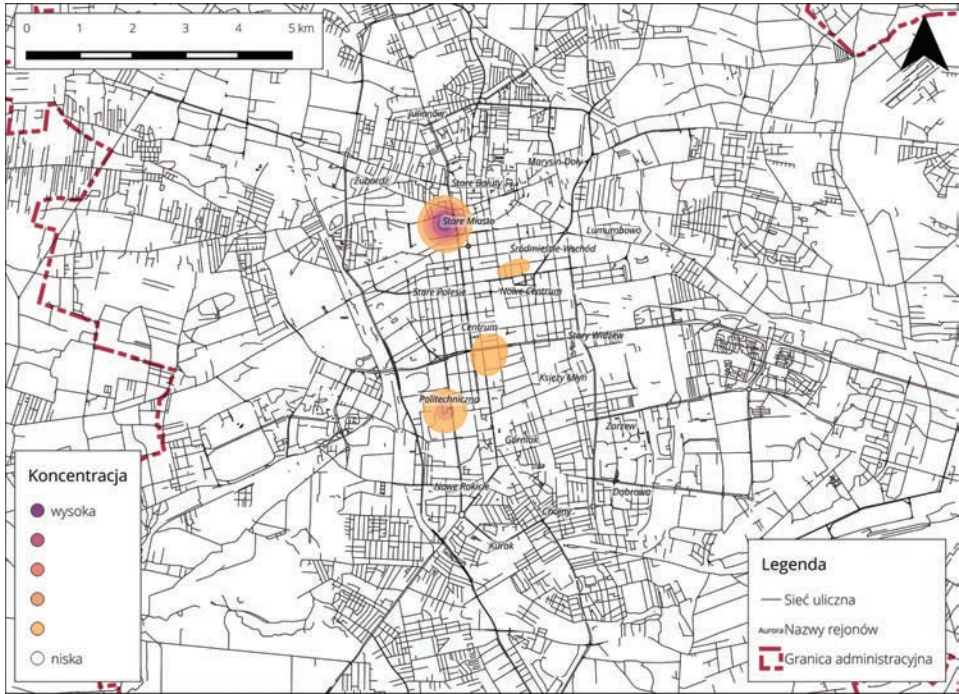 0 1 2 3 4 5 km
Julianów
Marysin-Doły
Żubardź
Stare Bałuty
Stare Miasto
Lumumbowo
Śródmieście-Wschód
Stare Polesie
Nowe Centrum
Centrum
Stary Widzew
Księży Młyn
Politechniczna
Zarzew
Górniak
Nowe Rokicie
Dąbrowa
Chojny
Kurak
Koncentracja
wysoka
niska
Legenda
Sieć uliczna
Aurora Nazwy rejonów
Granica administracyjna